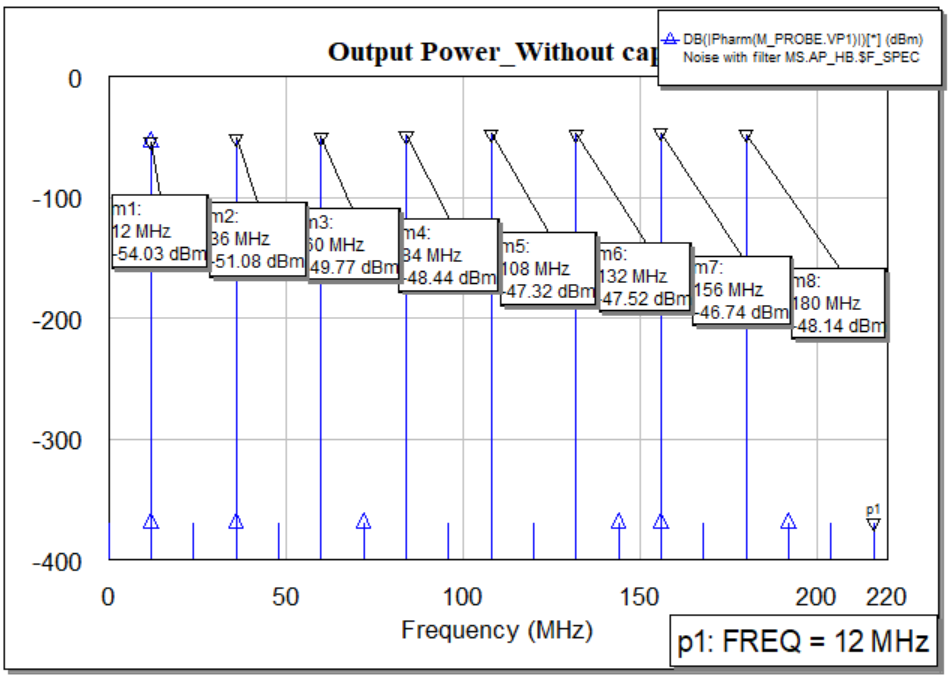 Output Power_Without cap
DB(|Pharm(M_PROBE.VP1)|)[*] (dBm)
Noise with filter MS.AP_HB.$F_SPEC
0
-100
-200
-300
-400
m1:
12 MHz
-54.03 dBm
m2:
36 MHz
-51.08 dBm
m3:
60 MHz
-49.77 dBm
m4:
84 MHz
-48.44 dBm
m5:
108 MHz
-47.32 dBm
m6:
132 MHz
-47.52 dBm
m7:
156 MHz
-46.74 dBm
m8:
180 MHz
-48.14 dBm
p1
0 50 100 150 200 220
Frequency (MHz)
p1: FREQ = 12 MHz